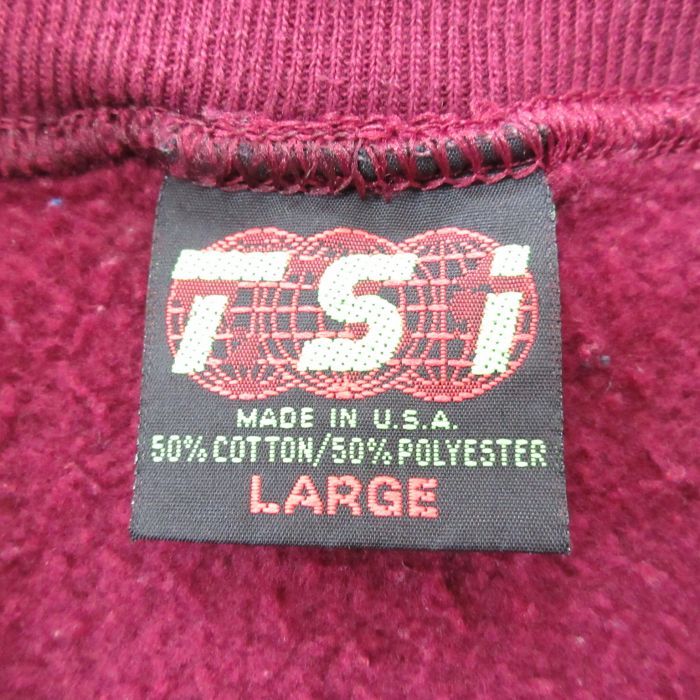 TSi
MADE IN U.S.A.
50% COTTON/50% POLYESTER
LARGE